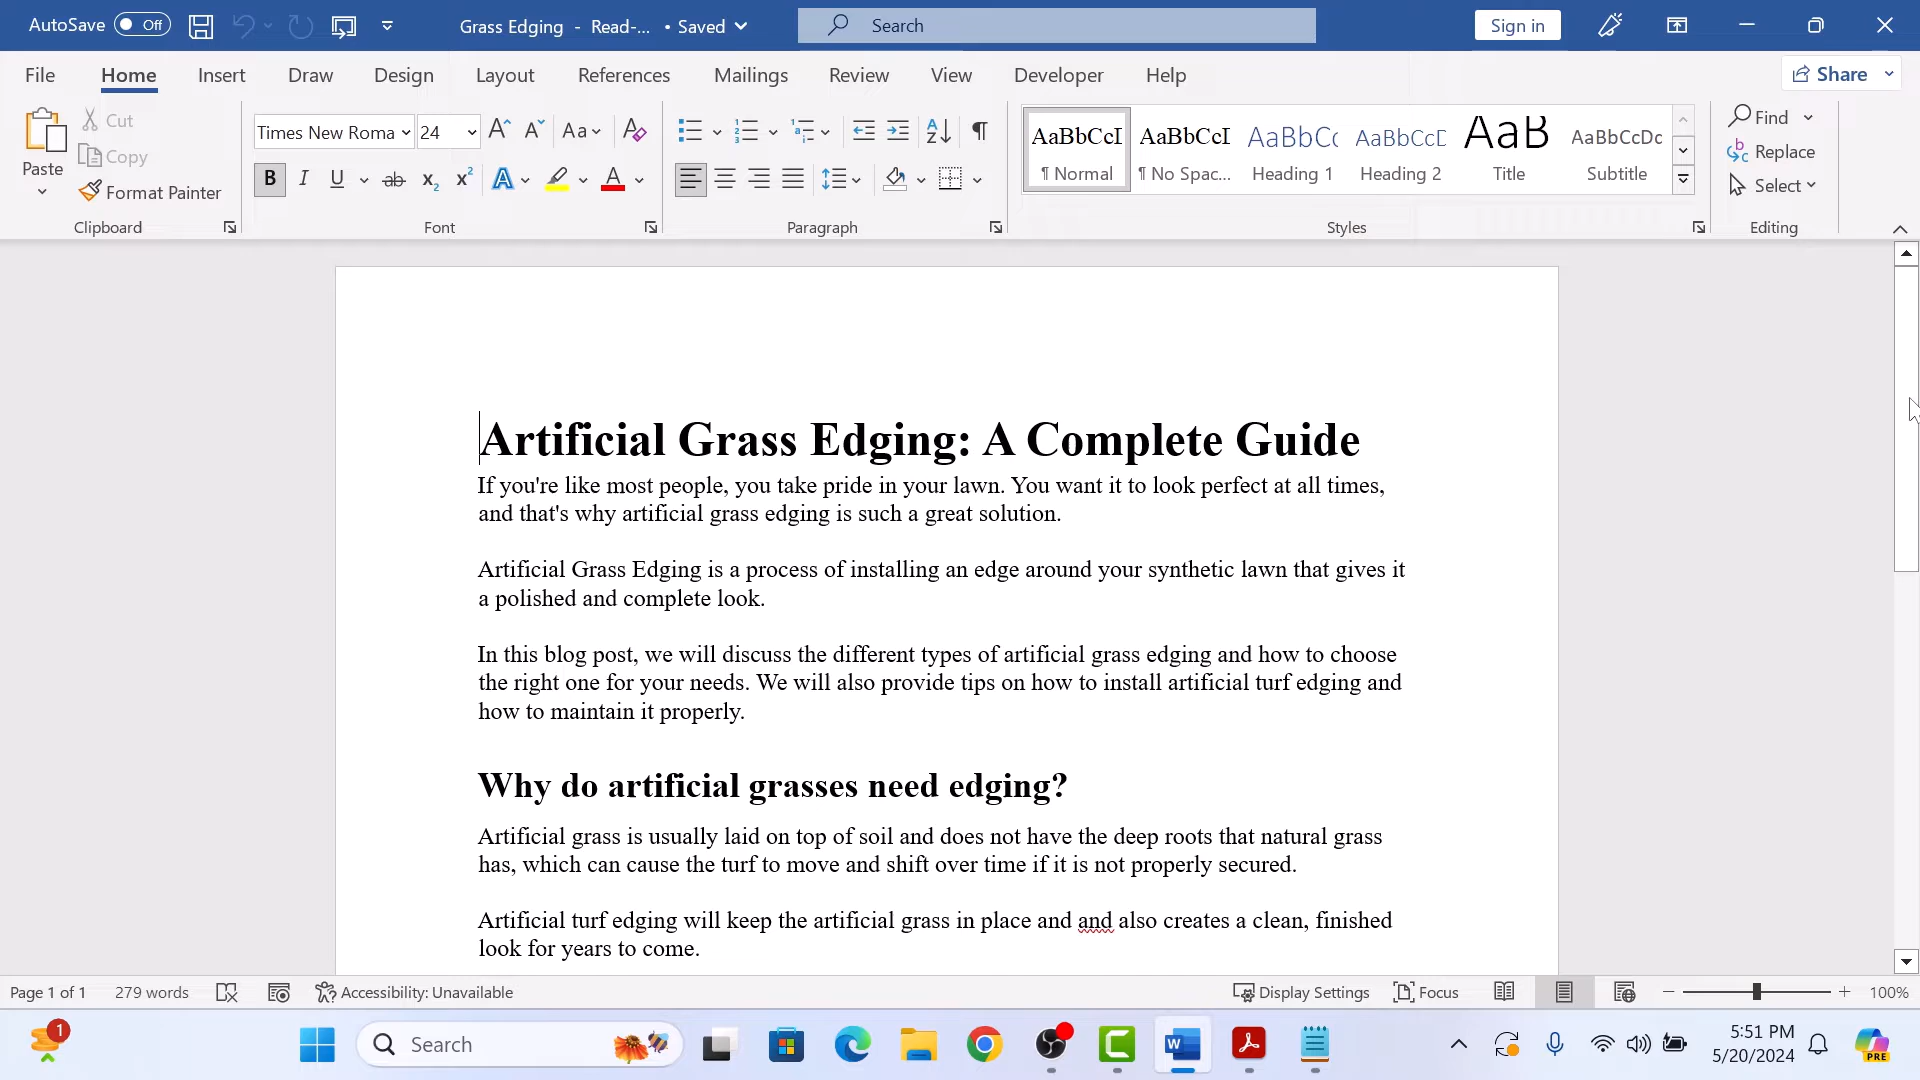 AutoSave Off Grass Edging - Read-... • Saved Search Sign in
File Home Insert Draw Design Layout References Mailings Review View Developer Help Share
Paste Cut Copy Format Painter
Clipboard
Times New Roma 24 Aa
B I U ab x₂ x² A A
Font
Paragraph
AaBbCcI AaBbCcI AaBbCc AaBbCcD AaB AaBbCcDc
¶ Normal ¶ No Spac... Heading 1 Heading 2 Title Subtitle
Styles
Find
Replace
Select
Editing
Artificial Grass Edging: A Complete Guide
If you're like most people, you take pride in your lawn. You want it to look perfect at all times,
and that's why artificial grass edging is such a great solution.
Artificial Grass Edging is a process of installing an edge around your synthetic lawn that gives it
a polished and complete look.
In this blog post, we will discuss the different types of artificial grass edging and how to choose
the right one for your needs. We will also provide tips on how to install artificial turf edging and
how to maintain it properly.
Why do artificial grasses need edging?
Artificial grass is usually laid on top of soil and does not have the deep roots that natural grass
has, which can cause the turf to move and shift over time if it is not properly secured.
Artificial turf edging will keep the artificial grass in place and and also creates a clean, finished
look for years to come.
Page 1 of 1 279 words Accessibility: Unavailable Display Settings Focus 100%
1 Search W PRE
5:51 PM
5/20/2024